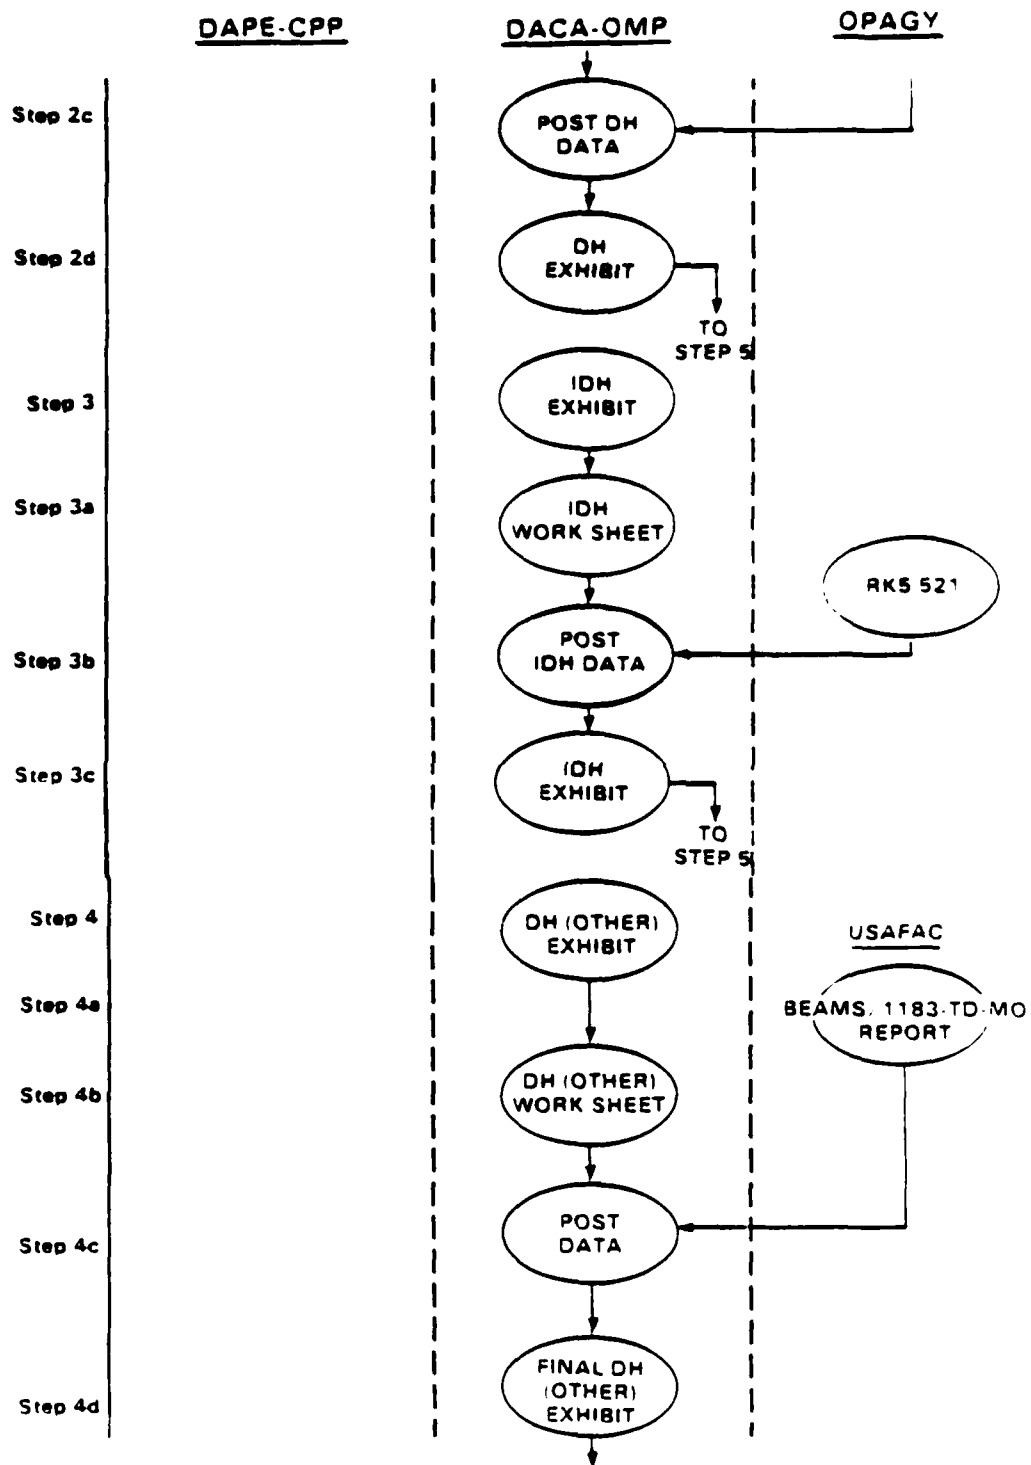 DAPE-CPP DACA-OMP OPAGY
Step 2c
POST DH
DATA
Step 2d
DH
EXHIBIT
TO
STEP 5
Step 3
IDH
EXHIBIT
Step 3a
IDH
WORK SHEET
RKS 521
Step 3b
POST
IDH DATA
Step 3c
IDH
EXHIBIT
TO
STEP 5
Step 4
DH (OTHER)
EXHIBIT
USAFAC
Step 4a
BEAMS, 1183-TD-MO
REPORT
Step 4b
DH (OTHER)
WORK SHEET
Step 4c
POST
DATA
Step 4d
FINAL DH
(OTHER)
EXHIBIT